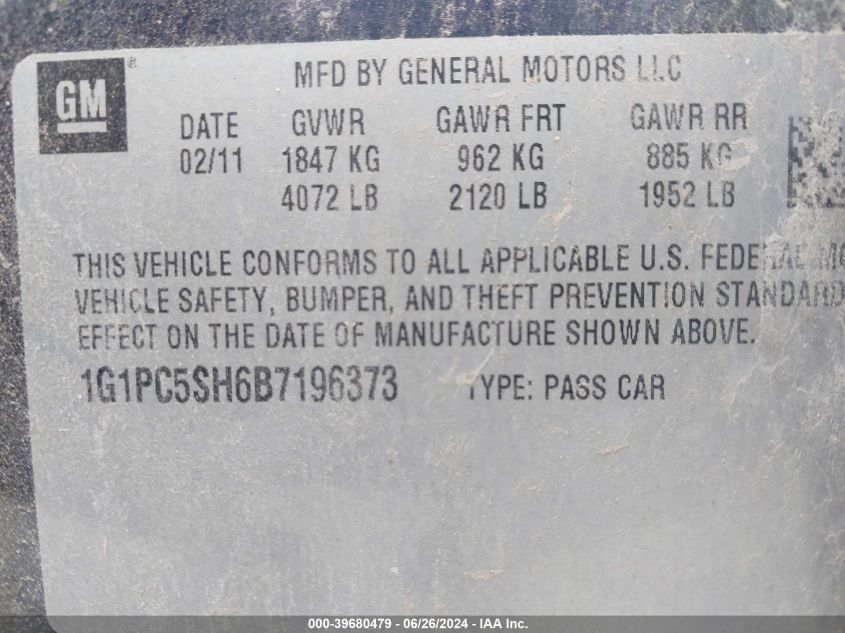 GM®
MFD BY GENERAL MOTORS LLC
DATE GVWR GAWR FRT GAWR RR
02/11 1847 KG 962 KG 885 KG
4072 LB 2120 LB 1952 LB
THIS VEHICLE CONFORMS TO ALL APPLICABLE U.S. FEDERAL MO
VEHICLE SAFETY, BUMPER, AND THEFT PREVENTION STANDARD
EFFECT ON THE DATE OF MANUFACTURE SHOWN ABOVE.
1G1PC5SH6B7196373 TYPE: PASS CAR
000-39680479 - 06/26/2024 - IAA Inc.